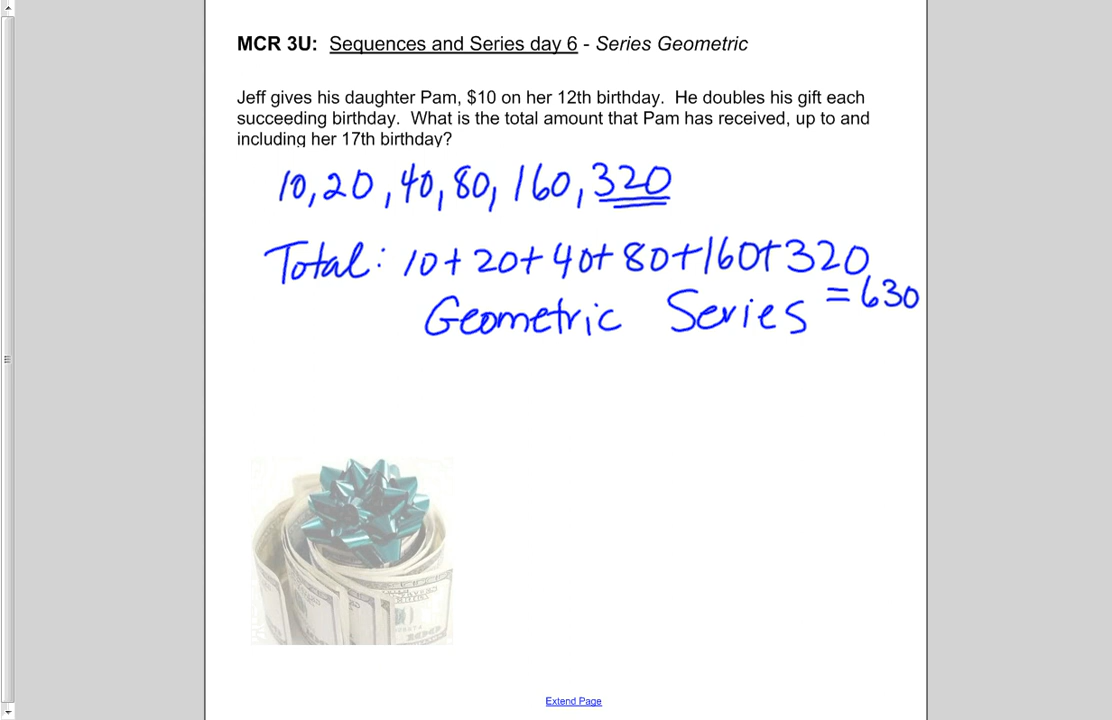 MCR 3U: Sequences and Series day 6 - Series Geometric
Jeff gives his daughter Pam, $10 on her 12th birthday. He doubles his gift each
succeeding birthday. What is the total amount that Pam has received, up to and
including her 17th birthday?
10, 20, 40, 80, 160, 320
Total: 10 + 20 + 40 + 80 + 160 + 320
= 630
Geometric Series
Extend Page